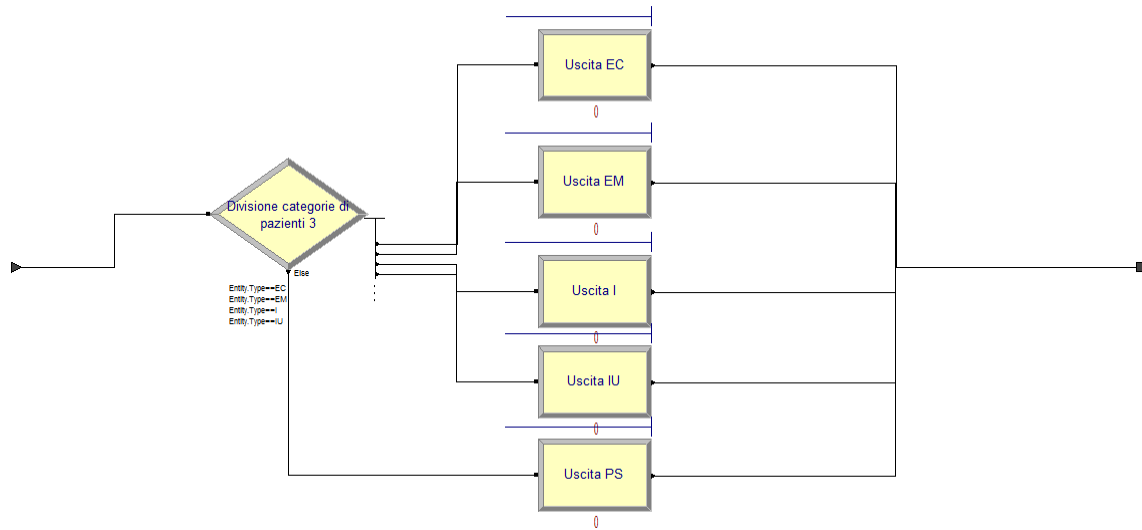 Uscita EC
0
Uscita EM
0
Divisione categorie di
pazienti 3
Else
Entity.Type==EC
Entity.Type==EM
Entity.Type==I
Entity.Type==IU
Uscita I
0
Uscita IU
0
Uscita PS
0